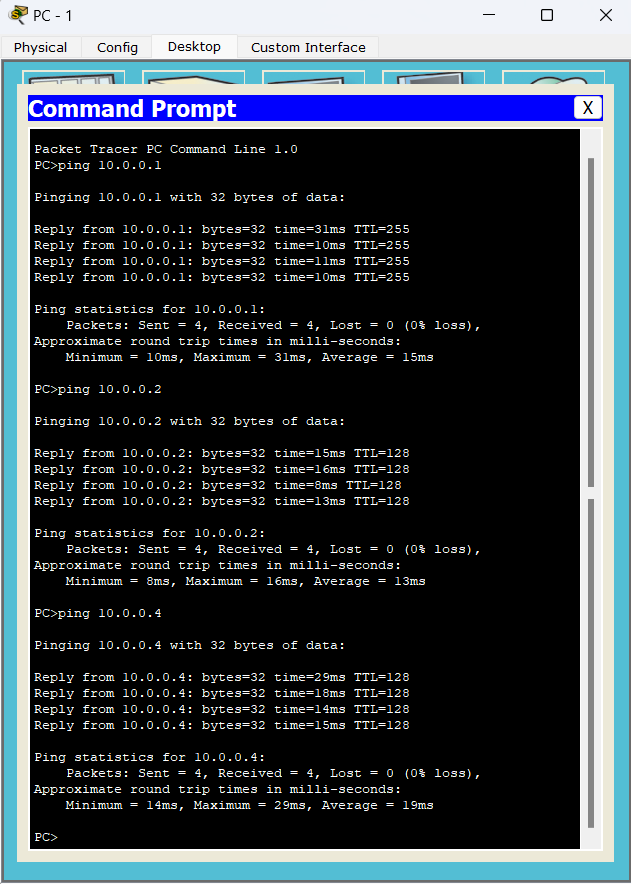 PC - 1
Physical Config Desktop Custom Interface
Command Prompt X
Packet Tracer PC Command Line 1.0
PC>ping 10.0.0.1
Pinging 10.0.0.1 with 32 bytes of data:
Reply from 10.0.0.1: bytes=32 time=31ms TTL=255
Reply from 10.0.0.1: bytes=32 time=10ms TTL=255
Reply from 10.0.0.1: bytes=32 time=11ms TTL=255
Reply from 10.0.0.1: bytes=32 time=10ms TTL=255
Ping statistics for 10.0.0.1:
    Packets: Sent = 4, Received = 4, Lost = 0 (0% loss),
Approximate round trip times in milli-seconds:
    Minimum = 10ms, Maximum = 31ms, Average = 15ms
PC>ping 10.0.0.2
Pinging 10.0.0.2 with 32 bytes of data:
Reply from 10.0.0.2: bytes=32 time=15ms TTL=128
Reply from 10.0.0.2: bytes=32 time=16ms TTL=128
Reply from 10.0.0.2: bytes=32 time=8ms TTL=128
Reply from 10.0.0.2: bytes=32 time=13ms TTL=128
Ping statistics for 10.0.0.2:
    Packets: Sent = 4, Received = 4, Lost = 0 (0% loss),
Approximate round trip times in milli-seconds:
    Minimum = 8ms, Maximum = 16ms, Average = 13ms
PC>ping 10.0.0.4
Pinging 10.0.0.4 with 32 bytes of data:
Reply from 10.0.0.4: bytes=32 time=29ms TTL=128
Reply from 10.0.0.4: bytes=32 time=18ms TTL=128
Reply from 10.0.0.4: bytes=32 time=14ms TTL=128
Reply from 10.0.0.4: bytes=32 time=15ms TTL=128
Ping statistics for 10.0.0.4:
    Packets: Sent = 4, Received = 4, Lost = 0 (0% loss),
Approximate round trip times in milli-seconds:
    Minimum = 14ms, Maximum = 29ms, Average = 19ms
PC>